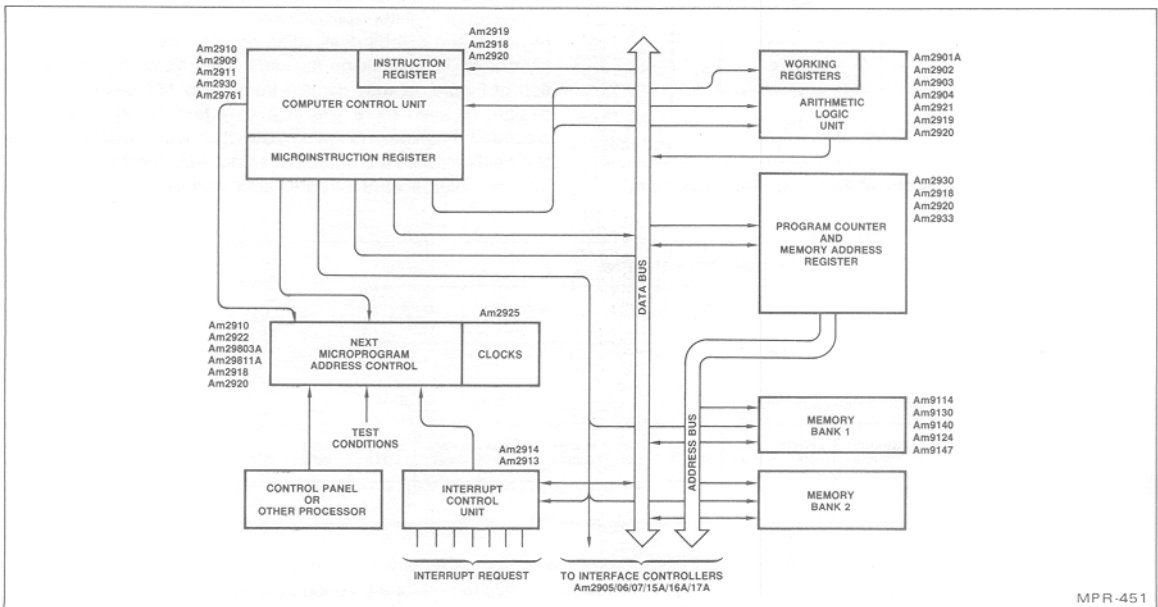 Am2910
Am2909
Am2911
Am2930
Am29761
INSTRUCTION
REGISTER
COMPUTER CONTROL UNIT
MICROINSTRUCTION REGISTER
Am2919
Am2918
Am2920
WORKING
REGISTERS
ARITHMETIC
LOGIC
UNIT
Am2901A
Am2902
Am2903
Am2904
Am2921
Am2919
Am2920
PROGRAM COUNTER
AND
MEMORY ADDRESS
REGISTER
Am2930
Am2918
Am2920
Am2933
DATA BUS
Am2910
Am2922
Am29803A
Am29811A
Am2918
Am2920
NEXT
MICROPROGRAM
ADDRESS CONTROL
Am2925
CLOCKS
TEST
CONDITIONS
ADDRESS BUS
MEMORY
BANK 1
Am9114
Am9130
Am9140
Am9124
Am9147
CONTROL PANEL
OR
OTHER PROCESSOR
Am2914
Am2913
INTERRUPT
CONTROL
UNIT
MEMORY
BANK 2
INTERRUPT REQUEST
TO INTERFACE CONTROLLERS
Am2905/06/07/15A/16A/17A
MPR-451